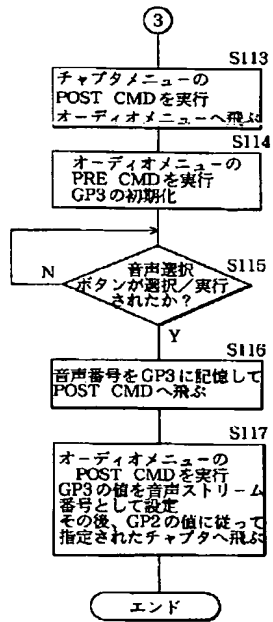 3
S113
チャプタメニューの
POST CMDを実行
オーディオメニューへ飛ぶ
S114
オーディオメニューの
PRE CMDを実行
GP3の初期化
S115
音声選択
ボタンが選択/実行
されたか?
N
Y
S116
音声番号をGP3に記憶して
POST CMDへ飛ぶ
S117
オーディオメニューの
POST CMDを実行
GP3の値を音声ストリーム
番号として設定
その後、GP2の値に従って
指定されたチャプタへ飛ぶ
エンド